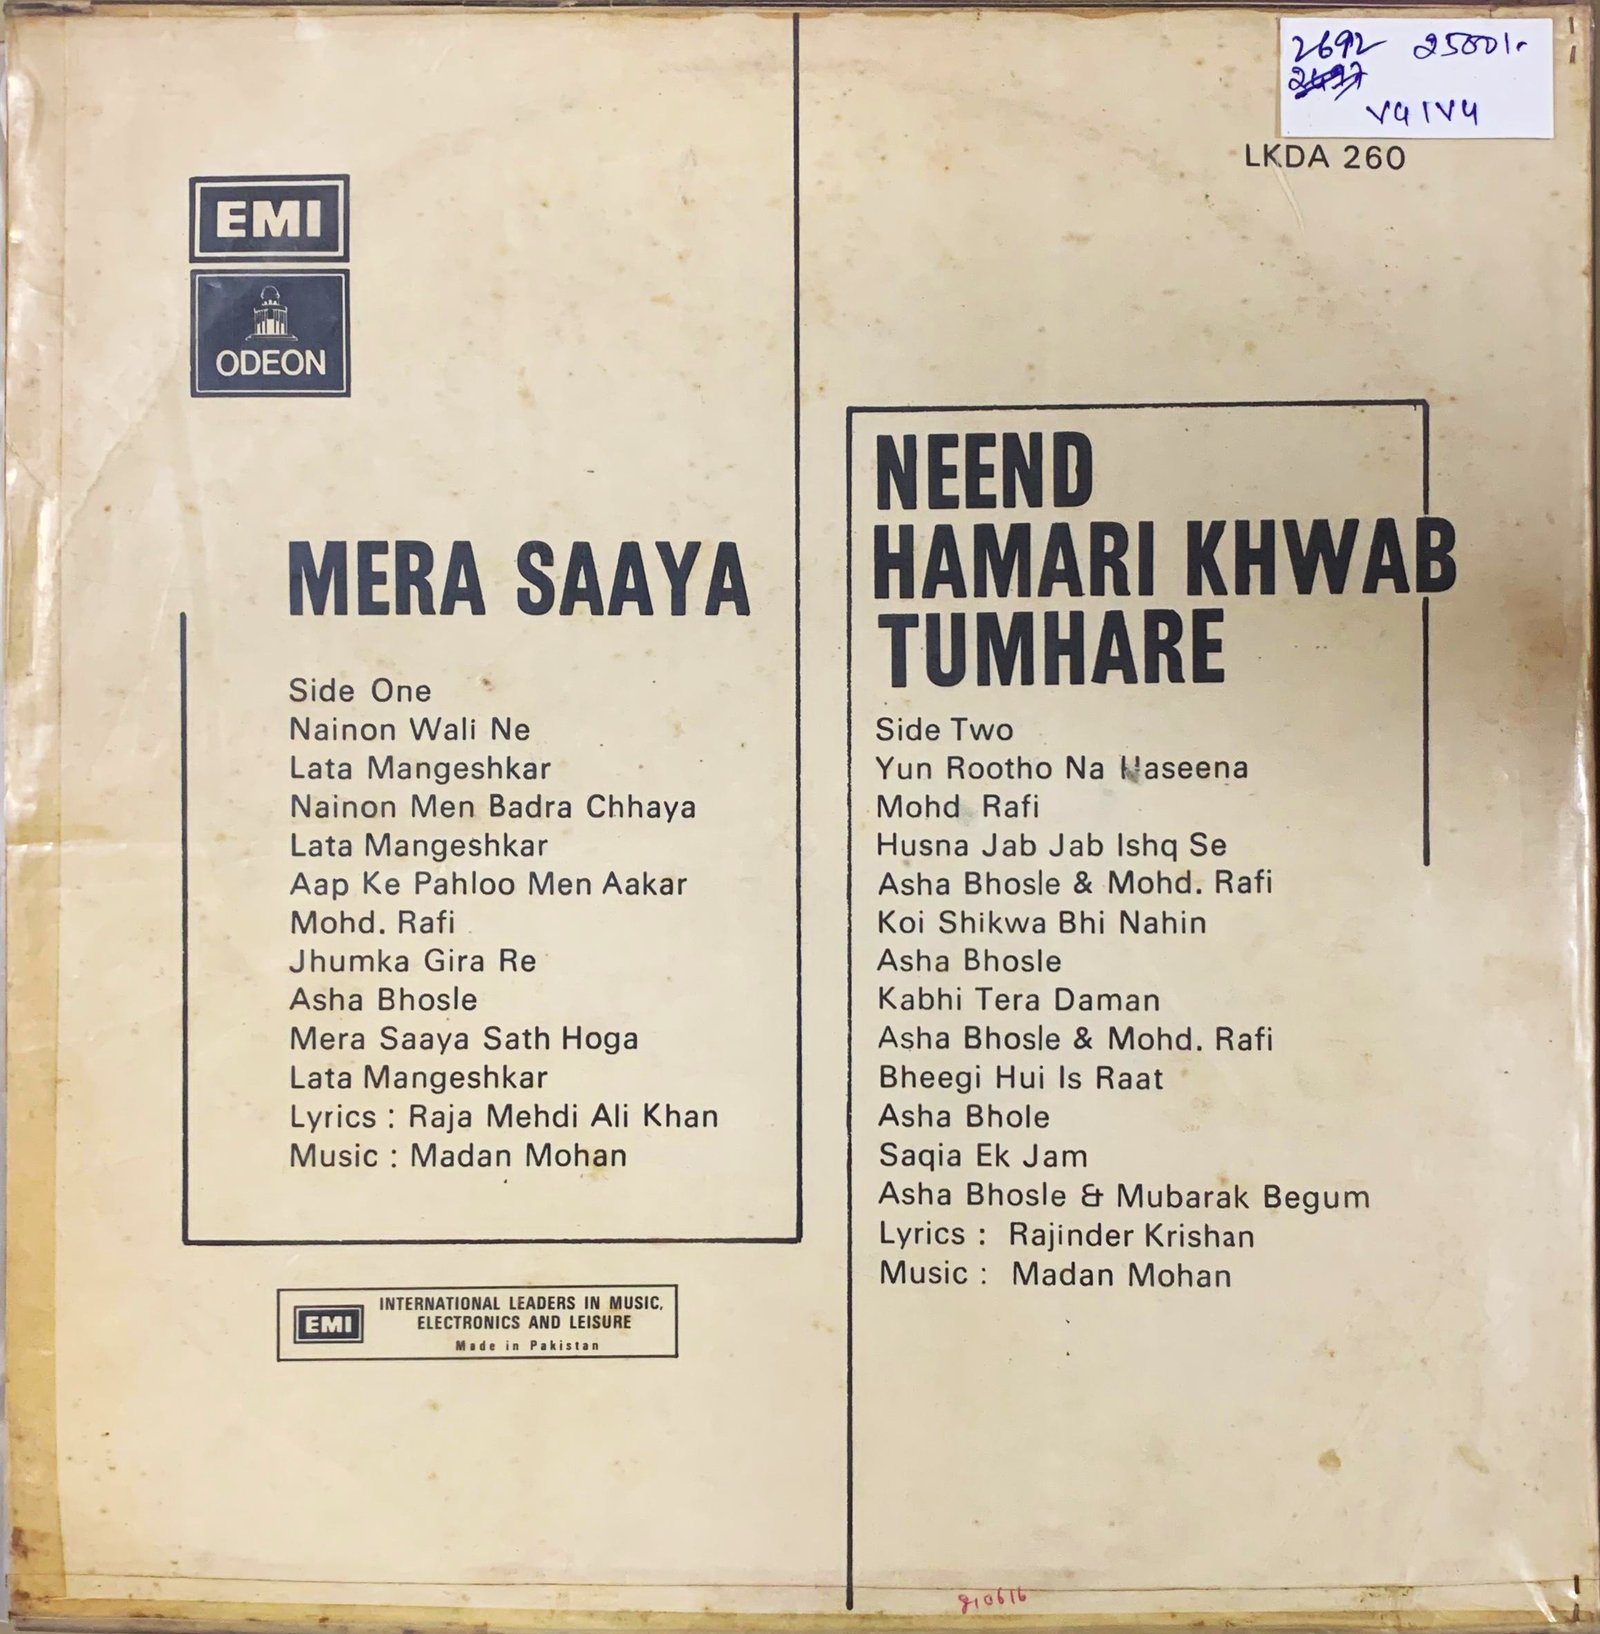 2692 2500/-
VG/VG
LKDA 260
EMI
ODEON
MERA SAAYA
Side One
Nainon Wali Ne
Lata Mangeshkar
Nainon Men Badra Chhaya
Lata Mangeshkar
Aap Ke Pahloo Men Aakar
Mohd. Rafi
Jhumka Gira Re
Asha Bhosle
Mera Saaya Sath Hoga
Lata Mangeshkar
Lyrics : Raja Mehdi Ali Khan
Music : Madan Mohan
EMI
INTERNATIONAL LEADERS IN MUSIC,
ELECTRONICS AND LEISURE
Made in Pakistan
NEEND
HAMARI KHWAB
TUMHARE
Side Two
Yun Rootho Na Haseena
Mohd Rafi
Husna Jab Jab Ishq Se
Asha Bhosle & Mohd. Rafi
Koi Shikwa Bhi Nahin
Asha Bhosle
Kabhi Tera Daman
Asha Bhosle & Mohd. Rafi
Bheegi Hui Is Raat
Asha Bhole
Saqia Ek Jam
Asha Bhosle & Mubarak Begum
Lyrics : Rajinder Krishan
Music : Madan Mohan